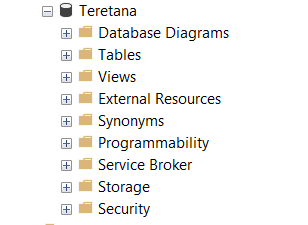 Teretana
Database Diagrams
Tables
Views
External Resources
Synonyms
Programmability
Service Broker
Storage
Security